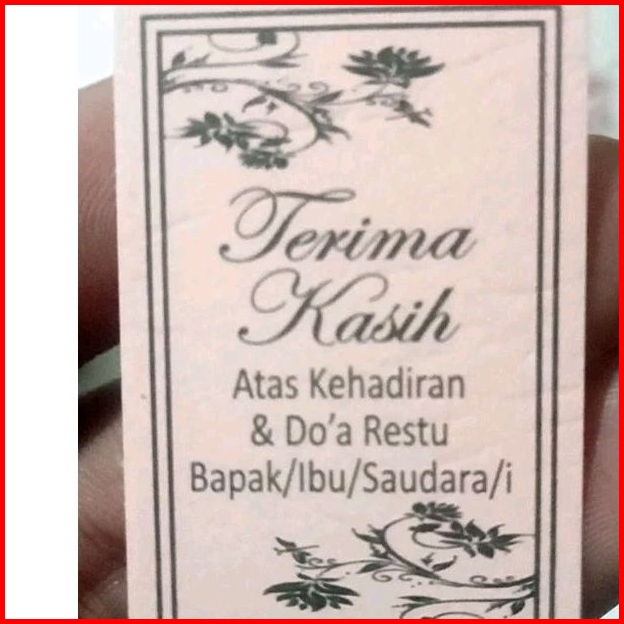 Terima
Kasih
Atas Kehadiran
& Do'a Restu
Bapak/Ibu/Saudara/i